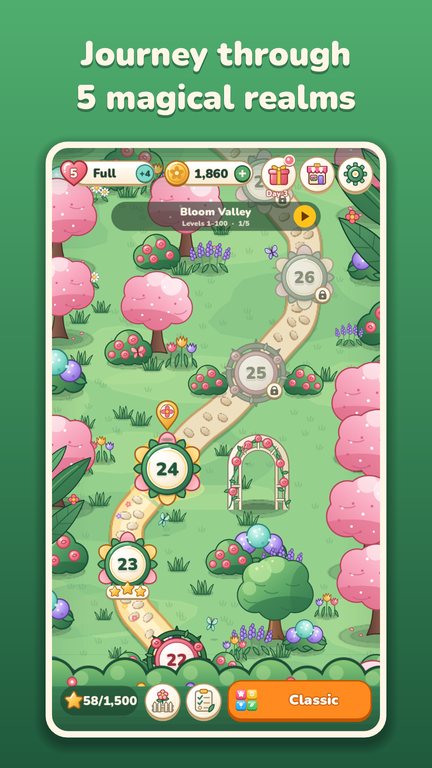 Journey through
5 magical realms
5
Full
+4
1,860
+
Day 3
Bloom Valley
Levels 1-100 · 1/5
26
25
24
23
22
58/1,500
Classic